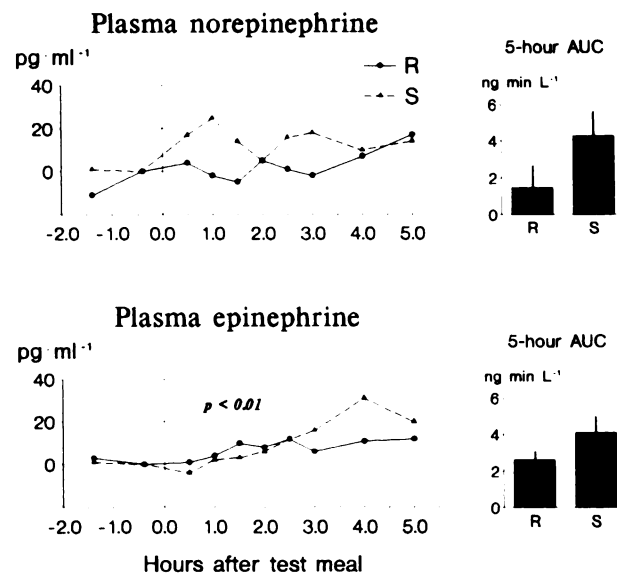 Plasma norepinephrine
pg ml⁻¹
5-hour AUC
ng min L⁻¹
R
S
40
20
0
-2.0 -1.0 0.0 1.0 2.0 3.0 4.0 5.0
6
4
2
0
R S
Plasma epinephrine
pg ml⁻¹
5-hour AUC
ng min L⁻¹
40
20
0
p < 0.01
-2.0 -1.0 0.0 1.0 2.0 3.0 4.0 5.0
6
4
2
0
R S
Hours after test meal